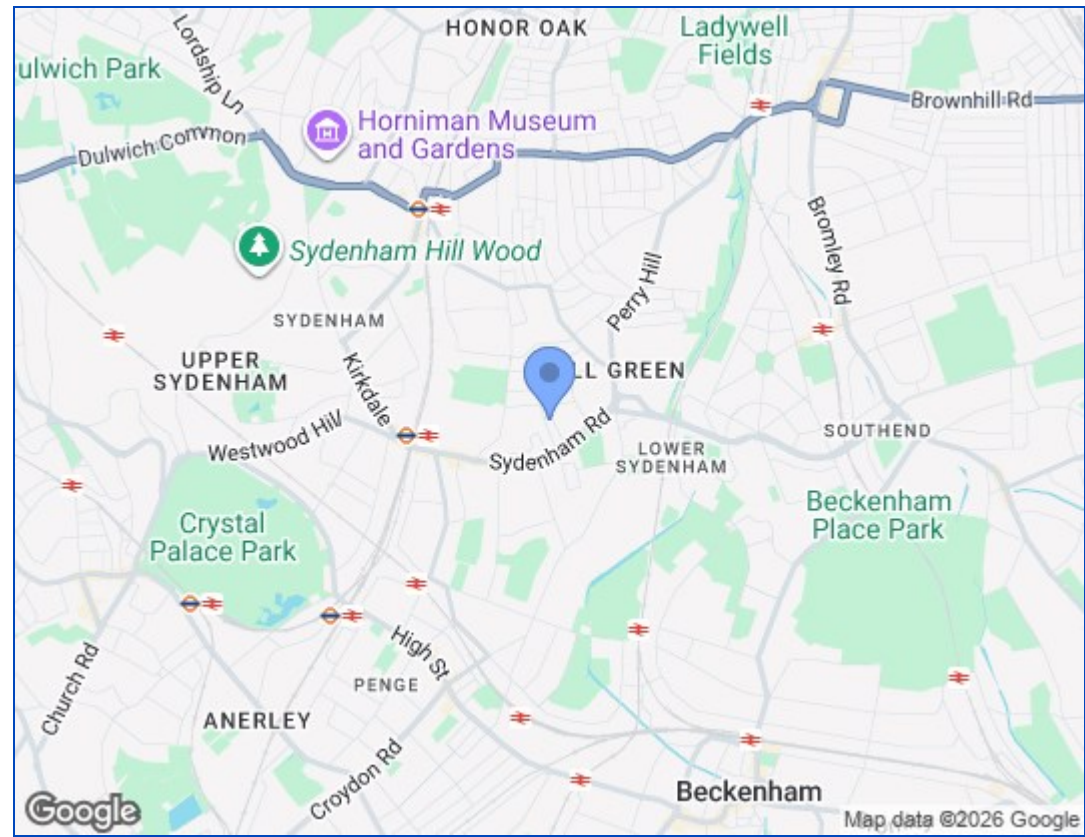 HONOR OAK
Ladywell
Fields
Lordship Ln
ulwich Park
Brownhill Rd
Horniman Museum
and Gardens
Dulwich Common
Bromley Rd
Sydenham Hill Wood
Perry Hill
SYDENHAM
UPPER
SYDENHAM
Kirkdale
LL GREEN
Westwood Hill
Sydenham Rd
SOUTHEND
LOWER
SYDENHAM
Beckenham
Place Park
Crystal
Palace Park
High St
Church Rd
PENGE
ANERLEY
Croydon Rd
Beckenham
Google
Map data ©2026 Google